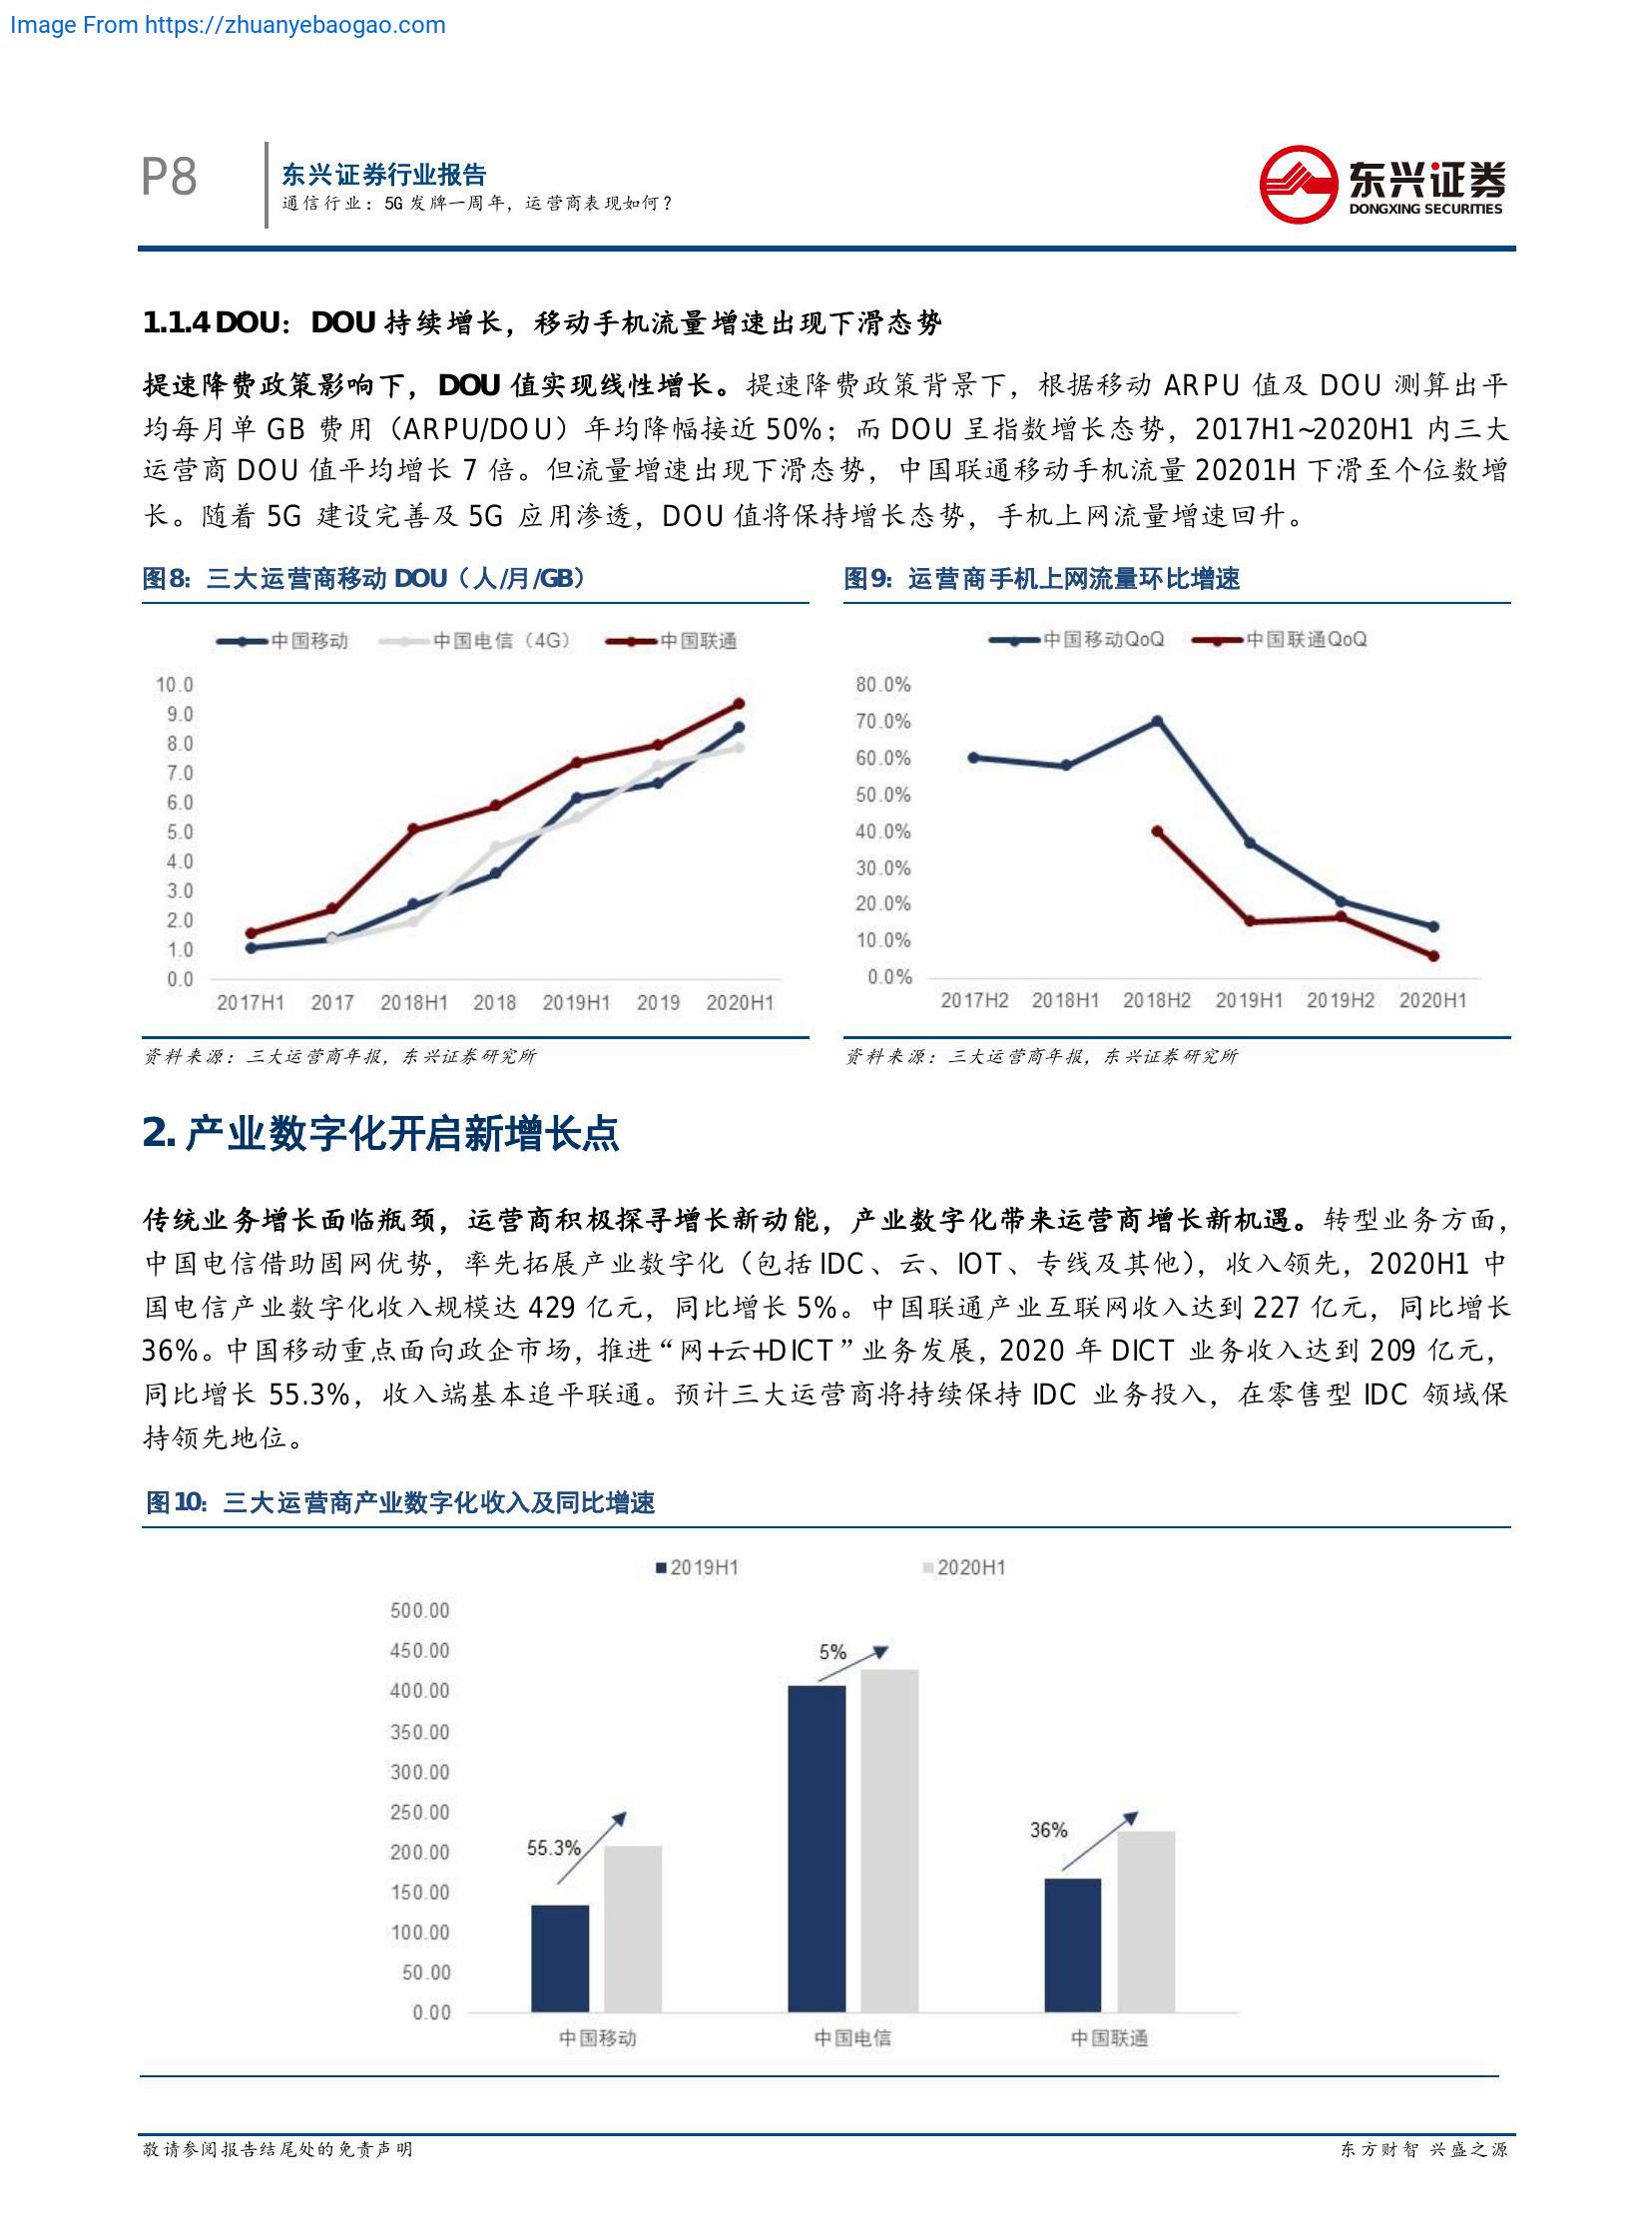 Image From https://zhuanyebaogao.com
P8
东兴证券行业报告
通信行业：5G 发牌一周年，运营商表现如何？
东兴证券
DONGXING SECURITIES
1.1.4 DOU：DOU 持续增长，移动手机流量增速出现下滑态势
提速降费政策影响下，DOU 值实现线性增长。提速降费政策背景下，根据移动 ARPU 值及 DOU 测算出平
均每月单 GB 费用（ARPU/DOU）年均降幅接近 50%；而 DOU 呈指数增长态势，2017H1~2020H1 内三大
运营商 DOU 值平均增长 7 倍。但流量增速出现下滑态势，中国联通移动手机流量 20201H 下滑至个位数增
长。随着 5G 建设完善及 5G 应用渗透，DOU 值将保持增长态势，手机上网流量增速回升。
图8：三大运营商移动 DOU（人/月/GB）
中国移动 中国电信（4G） 中国联通
10.0
9.0
8.0
7.0
6.0
5.0
4.0
3.0
2.0
1.0
0.0
2017H1 2017 2018H1 2018 2019H1 2019 2020H1
资料来源：三大运营商年报，东兴证券研究所
图9：运营商手机上网流量环比增速
中国移动QoQ 中国联通QoQ
80.0%
70.0%
60.0%
50.0%
40.0%
30.0%
20.0%
10.0%
0.0%
2017H2 2018H1 2018H2 2019H1 2019H2 2020H1
资料来源：三大运营商年报，东兴证券研究所
2. 产业数字化开启新增长点
传统业务增长面临瓶颈，运营商积极探寻增长新动能，产业数字化带来运营商增长新机遇。转型业务方面，
中国电信借助固网优势，率先拓展产业数字化（包括 IDC、云、IOT、专线及其他），收入领先，2020H1 中
国电信产业数字化收入规模达 429 亿元，同比增长 5%。中国联通产业互联网收入达到 227 亿元，同比增长
36%。中国移动重点面向政企市场，推进“网+云+DICT”业务发展，2020 年 DICT 业务收入达到 209 亿元，
同比增长 55.3%，收入端基本追平联通。预计三大运营商将持续保持 IDC 业务投入，在零售型 IDC 领域保
持领先地位。
图10：三大运营商产业数字化收入及同比增速
2019H1 2020H1
500.00
450.00
400.00
350.00
300.00
250.00
200.00
150.00
100.00
50.00
0.00
55.3%
5%
36%
中国移动 中国电信 中国联通
敬请参阅报告结尾处的免责声明
东方财智 兴盛之源